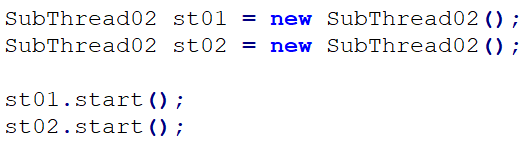 SubThread02 st01 = new SubThread02();
SubThread02 st02 = new SubThread02();
st01.start();
st02.start();